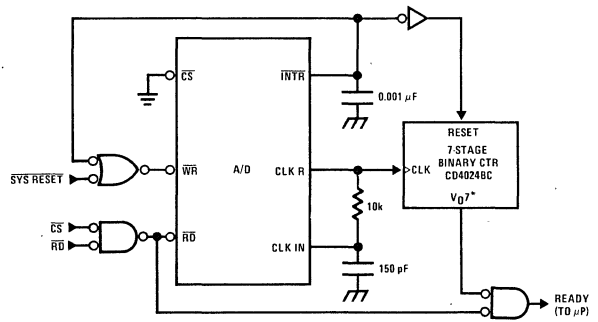 CS
INTR
0.001 μF
RESET
7-STAGE
BINARY CTR
CD4024BC
V07*
SYS RESET
WR
A/D
CLK R
CLK
10k
CS
RD
RD
CLK IN
150 pF
READY
(TO μP)